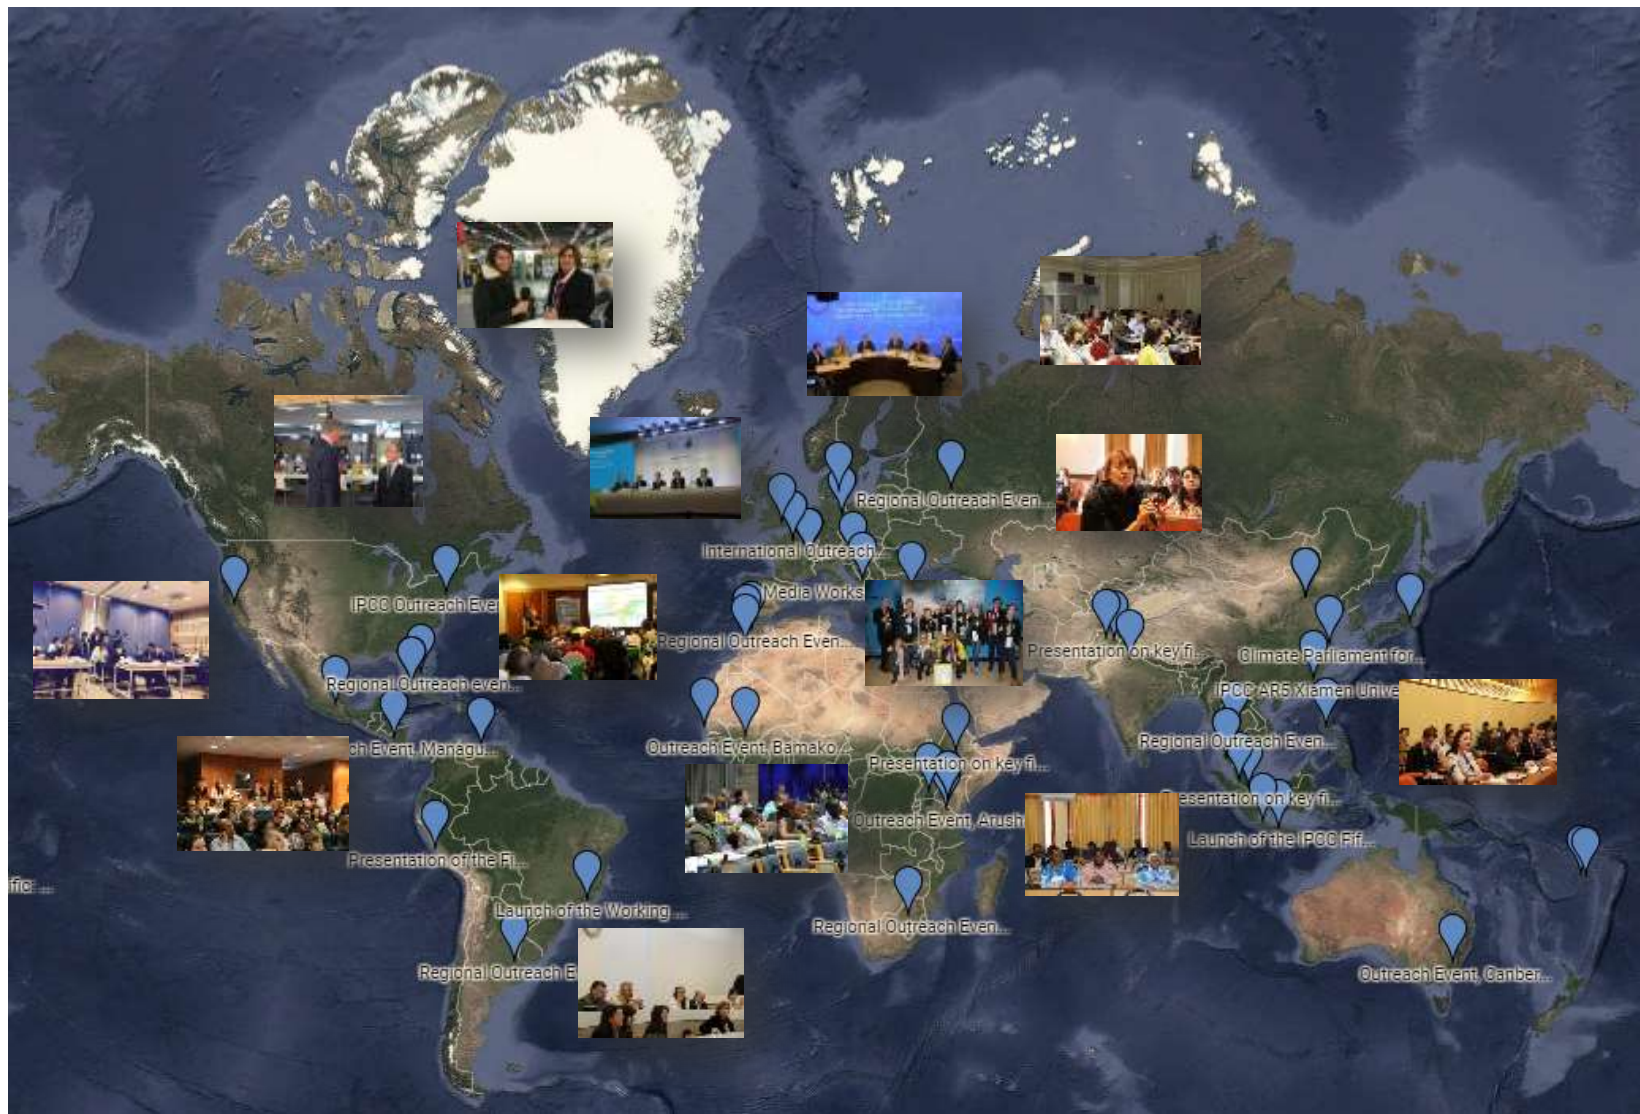 Regional Outreach Even...
International Outreach...
Media Works
IPCC Outreach Even
Regional Outreach Even...
Presentation on key fi...
Climate Parliament for...
Regional Outreach even...
IPCC AR5 Xiamen Unive
ch Event, Managu...
Outreach Event, Bamako...
Regional Outreach Even...
Presentation on key fi...
esentation on key fi...
Outreach Event, Arush
Launch of the IPCC Fif...
Presentation of the Fi...
fic: ...
Launch of the Working ...
Regional Outreach Even...
Regional Outreach E
Outreach Event, Canber...